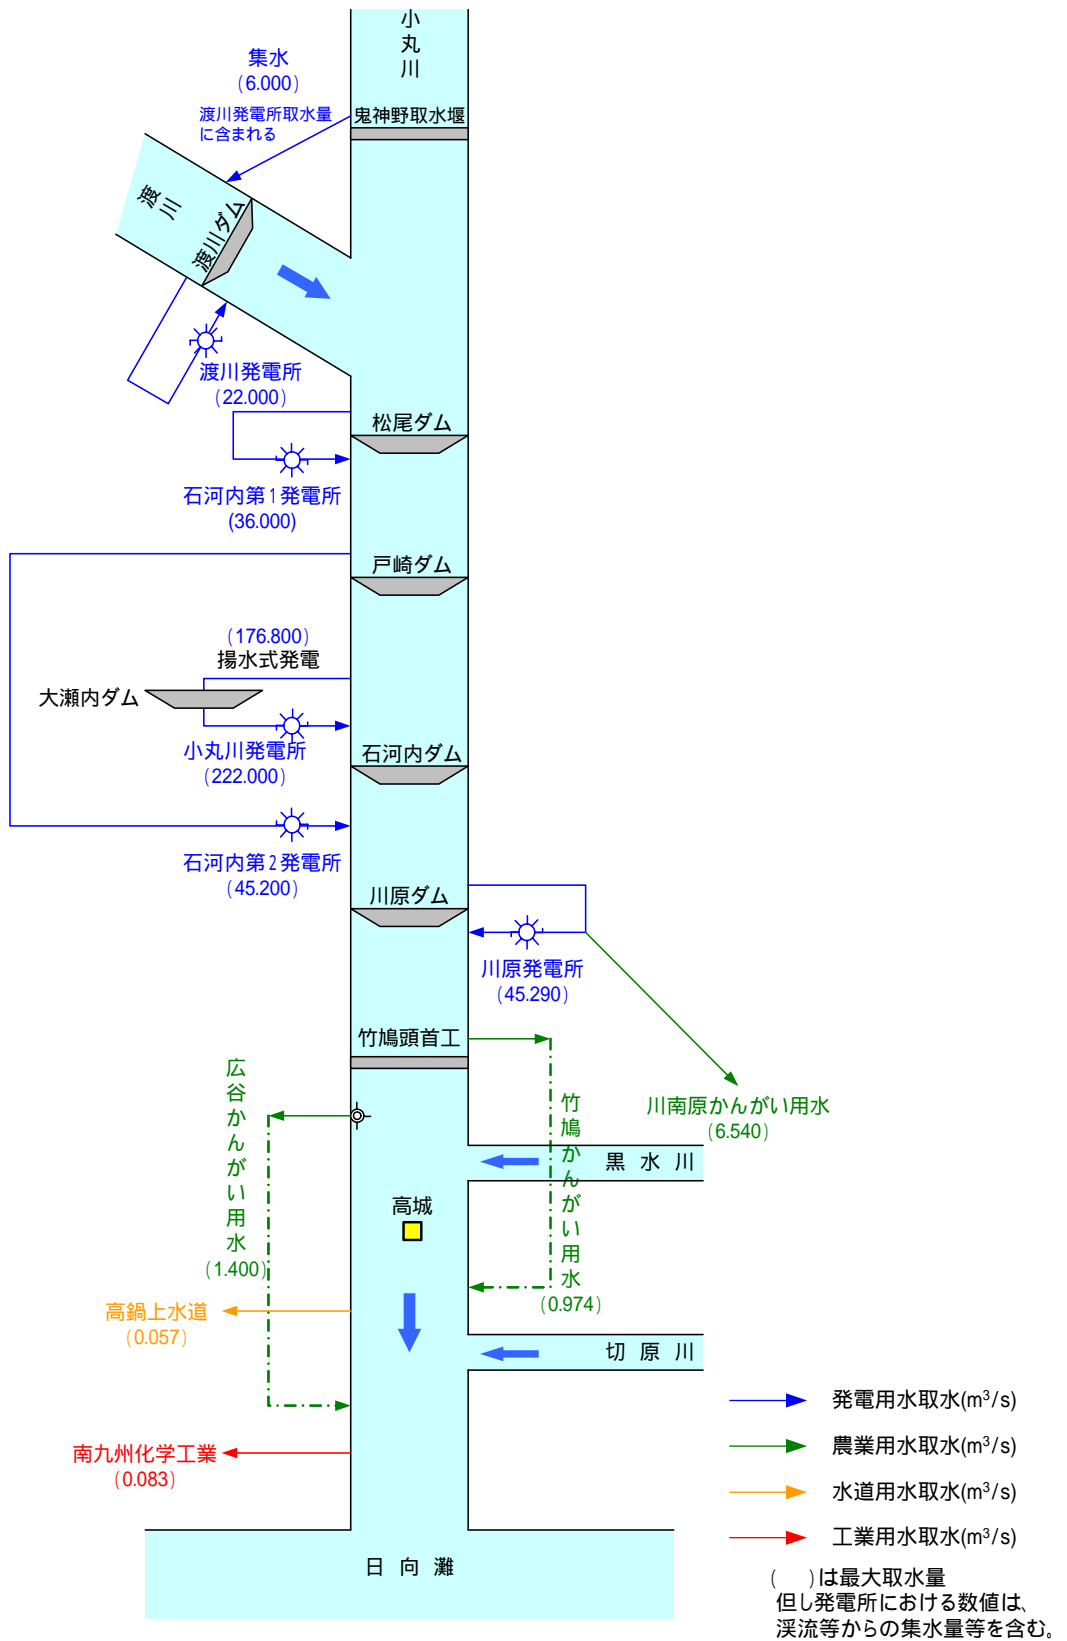 小丸川
集水
(6.000)
渡川発電所取水量
に含まれる
鬼神野取水堰
渡川
渡川ダム
渡川発電所
(22.000)
松尾ダム
石河内第1発電所
(36.000)
戸崎ダム
(176.800)
揚水式発電
大瀬内ダム
小丸川発電所
(222.000)
石河内ダム
石河内第2発電所
(45.200)
川原ダム
川原発電所
(45.290)
竹鳩頭首工
広谷かんがい用水
(1.400)
竹鳩かんがい用水
(0.974)
川南原かんがい用水
(6.540)
黒水川
高城
高鍋上水道
(0.057)
切原川
南九州化学工業
(0.083)
日向灘
発電用水取水(m³/s)
農業用水取水(m³/s)
水道用水取水(m³/s)
工業用水取水(m³/s)
(　)は最大取水量
但し発電所における数値は、
渓流等からの集水量等を含む。